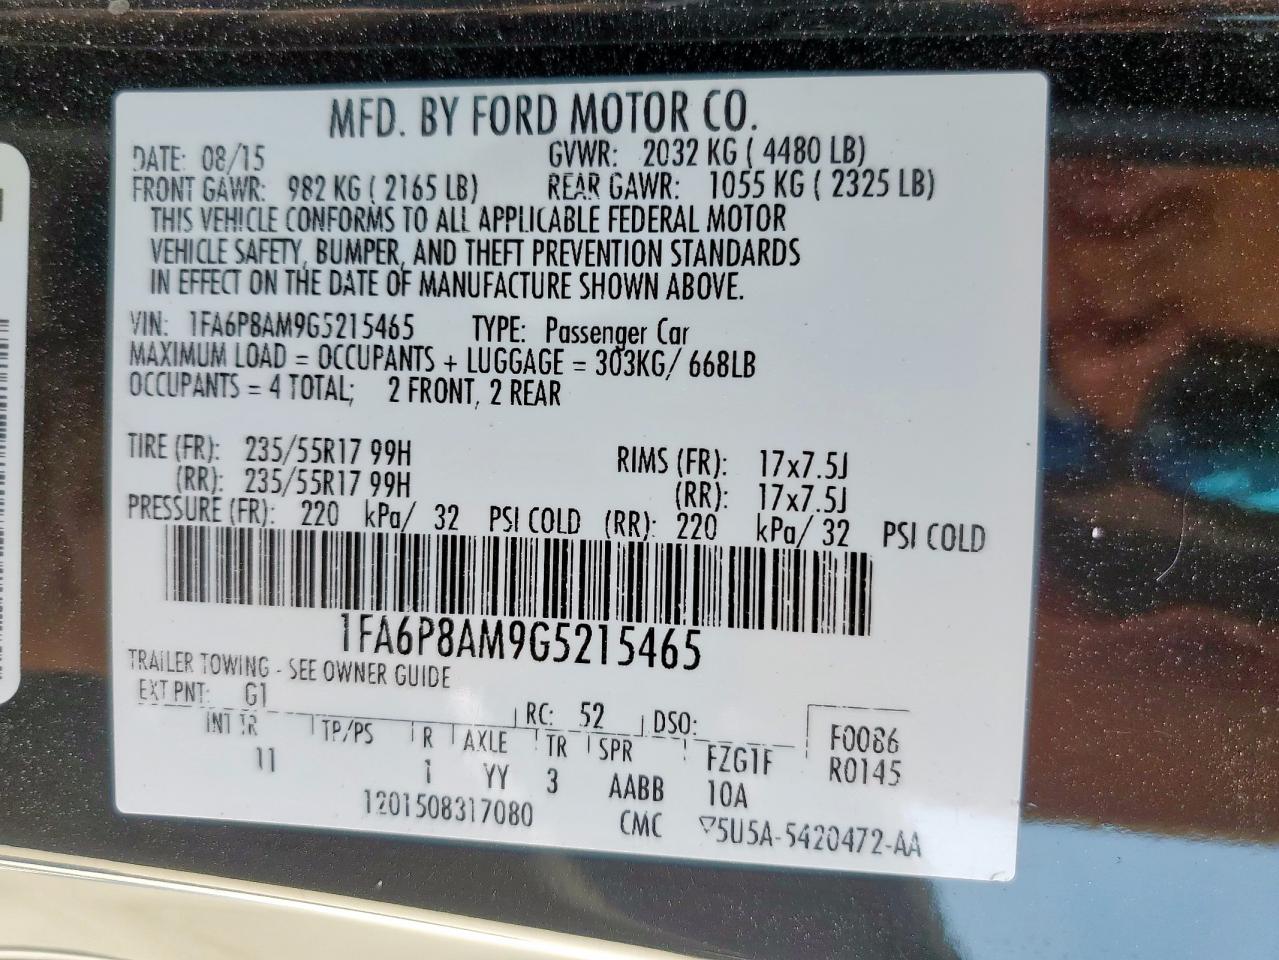 MFD. BY FORD MOTOR CO.
DATE: 08/15 GVWR: 2032 KG ( 4480 LB)
FRONT GAWR: 982 KG ( 2165 LB) REAR GAWR: 1055 KG ( 2325 LB)
THIS VEHICLE CONFORMS TO ALL APPLICABLE FEDERAL MOTOR
VEHICLE SAFETY, BUMPER, AND THEFT PREVENTION STANDARDS
IN EFFECT ON THE DATE OF MANUFACTURE SHOWN ABOVE.
VIN: 1FA6P8AM9G5215465 TYPE: Passenger Car
MAXIMUM LOAD = OCCUPANTS + LUGGAGE = 303KG/ 668LB
OCCUPANTS = 4 TOTAL; 2 FRONT, 2 REAR
TIRE (FR): 235/55R17 99H RIMS (FR): 17x7.5J
(RR): 235/55R17 99H (RR): 17x7.5J
PRESSURE (FR): 220 kPa/ 32 PSI COLD (RR): 220 kPa/ 32 PSI COLD
1FA6P8AM9G5215465
TRAILER TOWING - SEE OWNER GUIDE
EXT PNT: G1 RC: 52 DSO: F0086
INT TR TP/PS R AXLE TR SPR FZG1F R0145
11 1 YY 3 AABB 10A
1201508317080 CMC ▽5U5A-5420472-AA